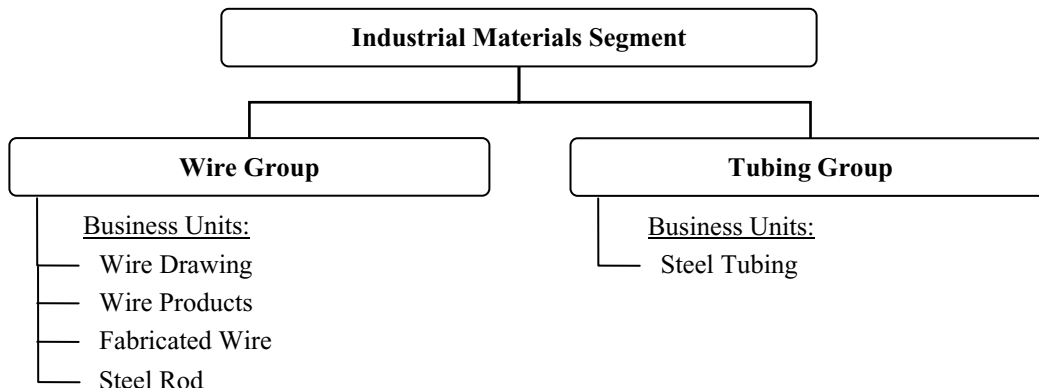 Industrial Materials Segment
Wire Group
Tubing Group
Business Units:
Wire Drawing
Wire Products
Fabricated Wire
Steel Rod
Business Units:
Steel Tubing